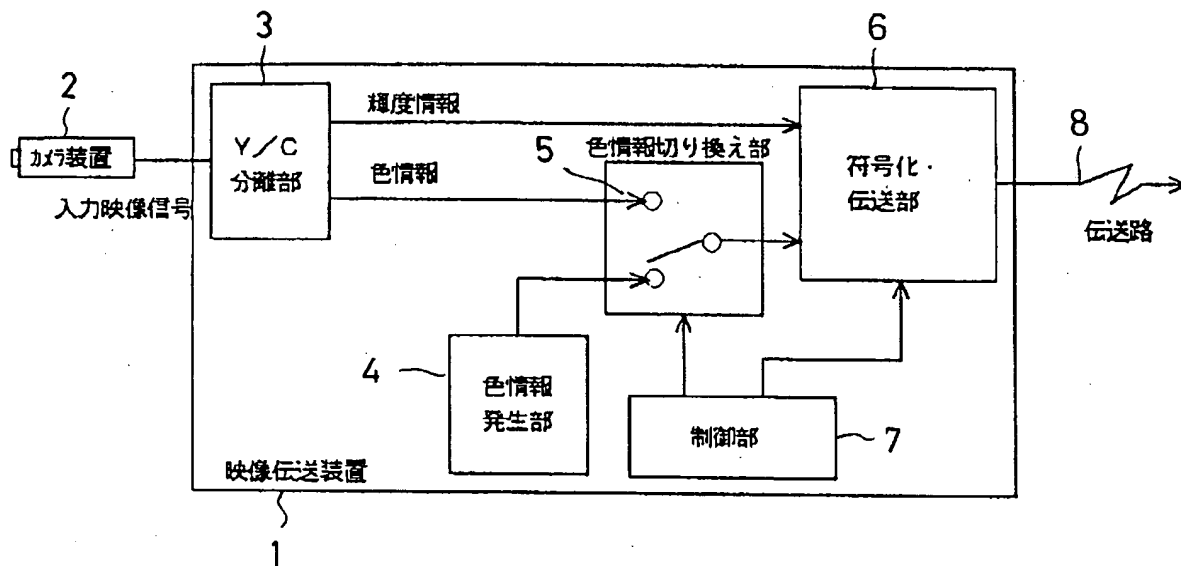 6
3
2
輝度情報
カメラ装置
Y／C
分離部
5
色情報切り換え部
8
色情報
符号化・
伝送部
入力映像信号
伝送路
4
色情報
発生部
制御部
7
映像伝送装置
1